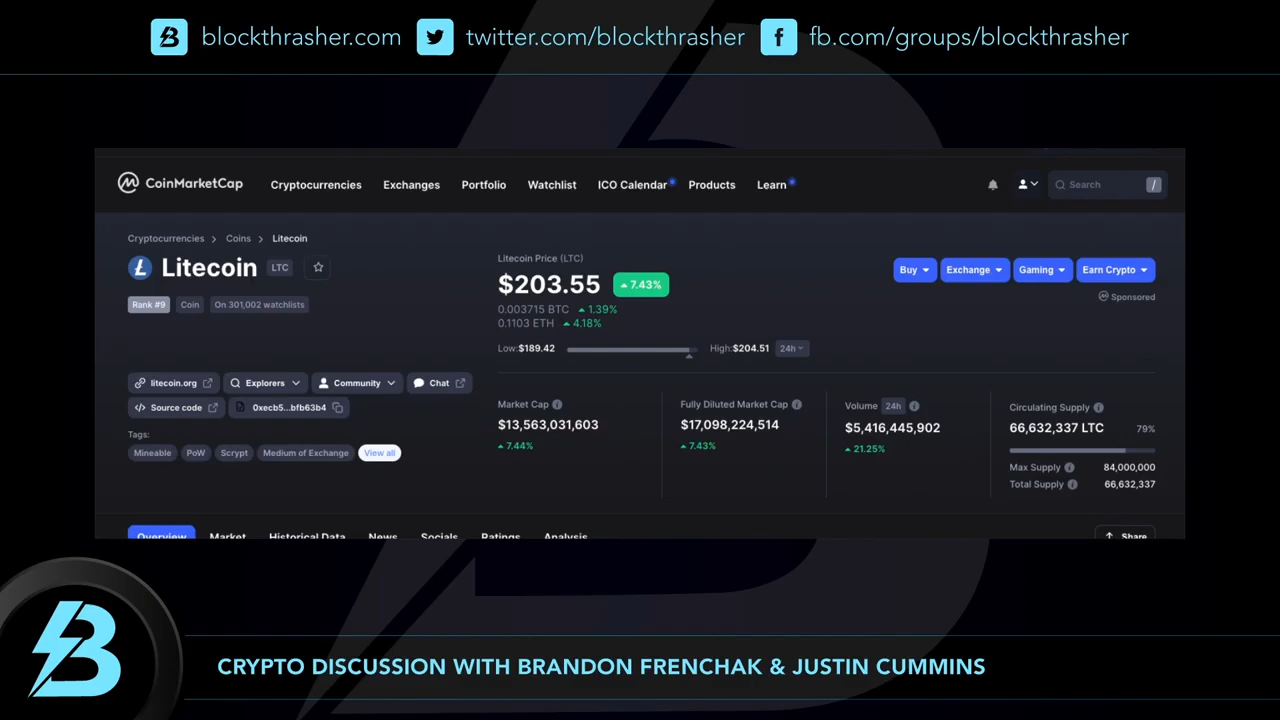 blockthrasher.com twitter.com/blockthrasher fb.com/groups/blockthrasher
CoinMarketCap Cryptocurrencies Exchanges Portfolio Watchlist ICO Calendar Products Learn Search /
Cryptocurrencies > Coins > Litecoin
Litecoin LTC
Rank #9 Coin On 301,002 watchlists
litecoin.org Explorers Community Chat
Source code 0xecb5...bfb63b4
Tags:
Mineable PoW Scrypt Medium of Exchange View all
Litecoin Price (LTC)
$203.55 7.43%
0.003715 BTC 1.39%
0.1103 ETH 4.18%
Low:$189.42 High:$204.51 24h
Buy Exchange Gaming Earn Crypto
Sponsored
Market Cap
$13,563,031,603
7.44%
Fully Diluted Market Cap
$17,098,224,514
7.43%
Volume 24h
$5,416,445,902
21.25%
Circulating Supply
66,632,337 LTC 79%
Max Supply 84,000,000
Total Supply 66,632,337
Overview Market Historical Data News Socials Ratings Analysis Share
CRYPTO DISCUSSION WITH BRANDON FRENCHAK & JUSTIN CUMMINS